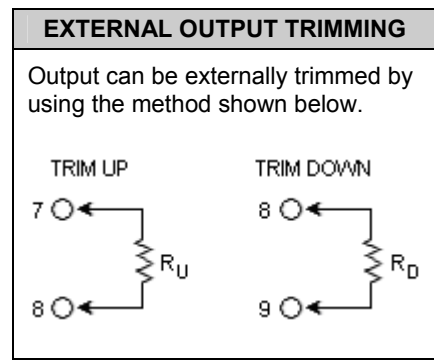 EXTERNAL OUTPUT TRIMMING
Output can be externally trimmed by
using the method shown below.
TRIM UP
TRIM DOWN
7
RU
8
8
RD
9